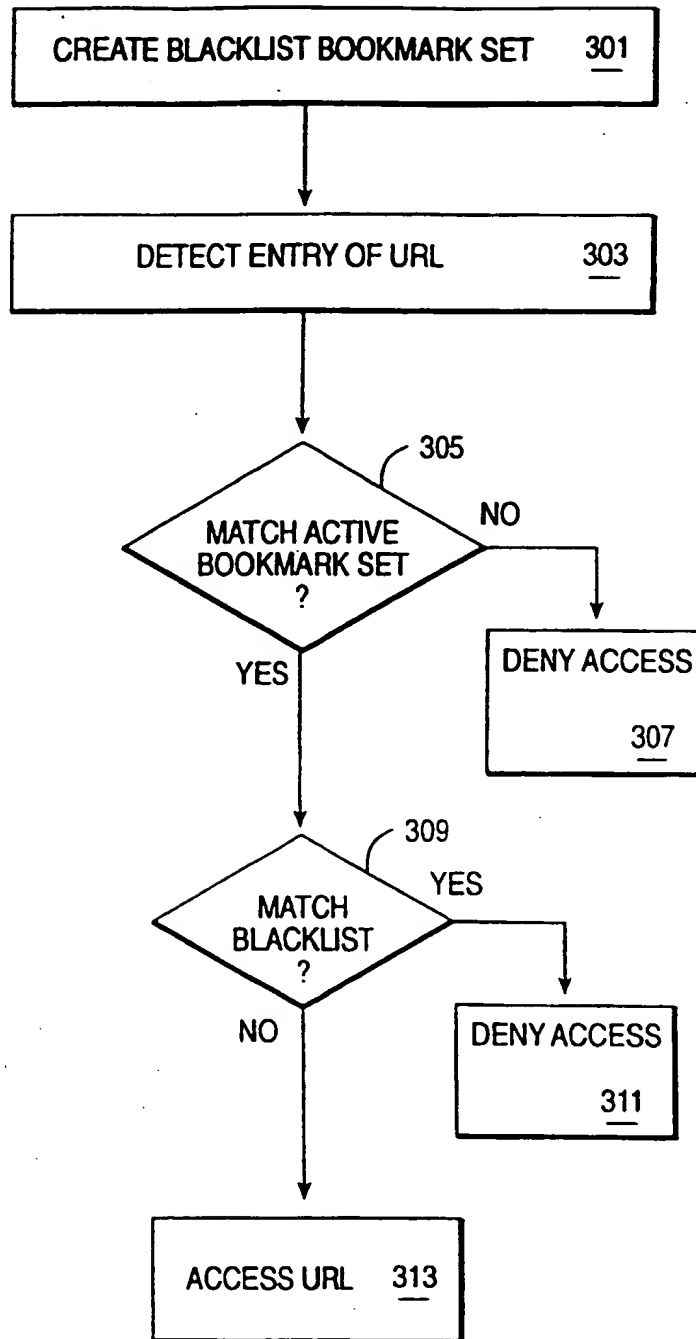 CREATE BLACKLIST BOOKMARK SET 301
DETECT ENTRY OF URL 303
305
MATCH ACTIVE
BOOKMARK SET
?
NO
YES
DENY ACCESS
307
309
MATCH
BLACKLIST
?
YES
NO
DENY ACCESS
311
ACCESS URL 313